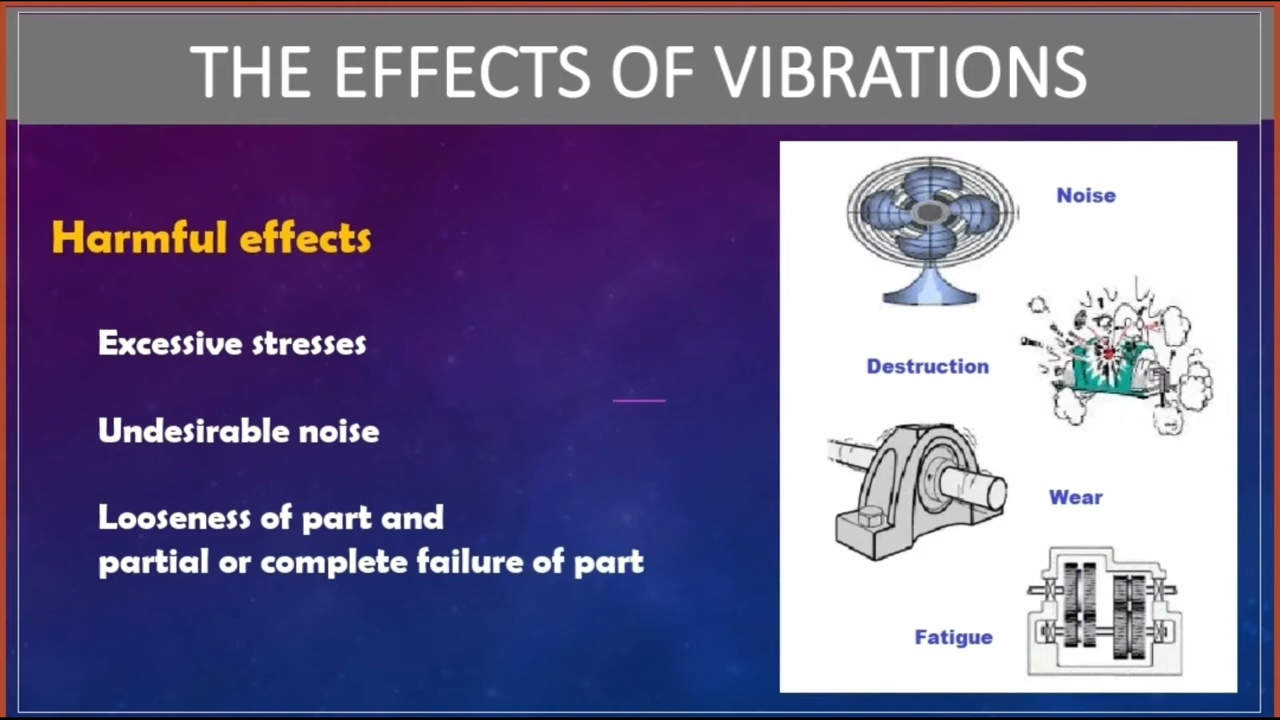 THE EFFECTS OF VIBRATIONS
Harmful effects
Excessive stresses
Undesirable noise
Looseness of part and
partial or complete failure of part
Noise
Destruction
Wear
Fatigue